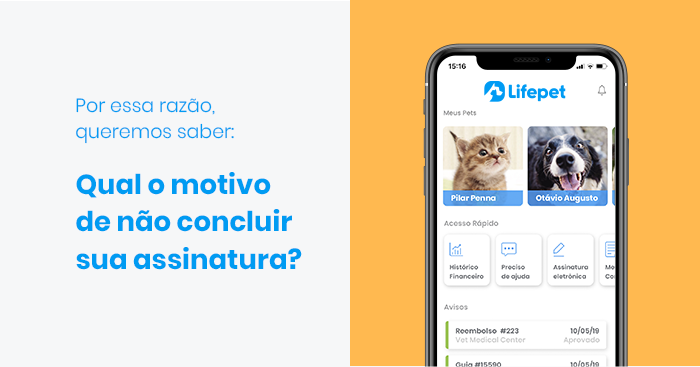 Por essa razão,
queremos saber:
Qual o motivo
de não concluir
sua assinatura?
15:16
Lifepet
Meus Pets
Pilar Penna
Otávio Augusto
Acesso Rápido
Histórico
Financeiro
Preciso
de ajuda
Assinatura
eletrônica
Avisos
Reembolso #223 10/05/19
Vet Medical Center Aprovado
Guia #15590 10/05/19